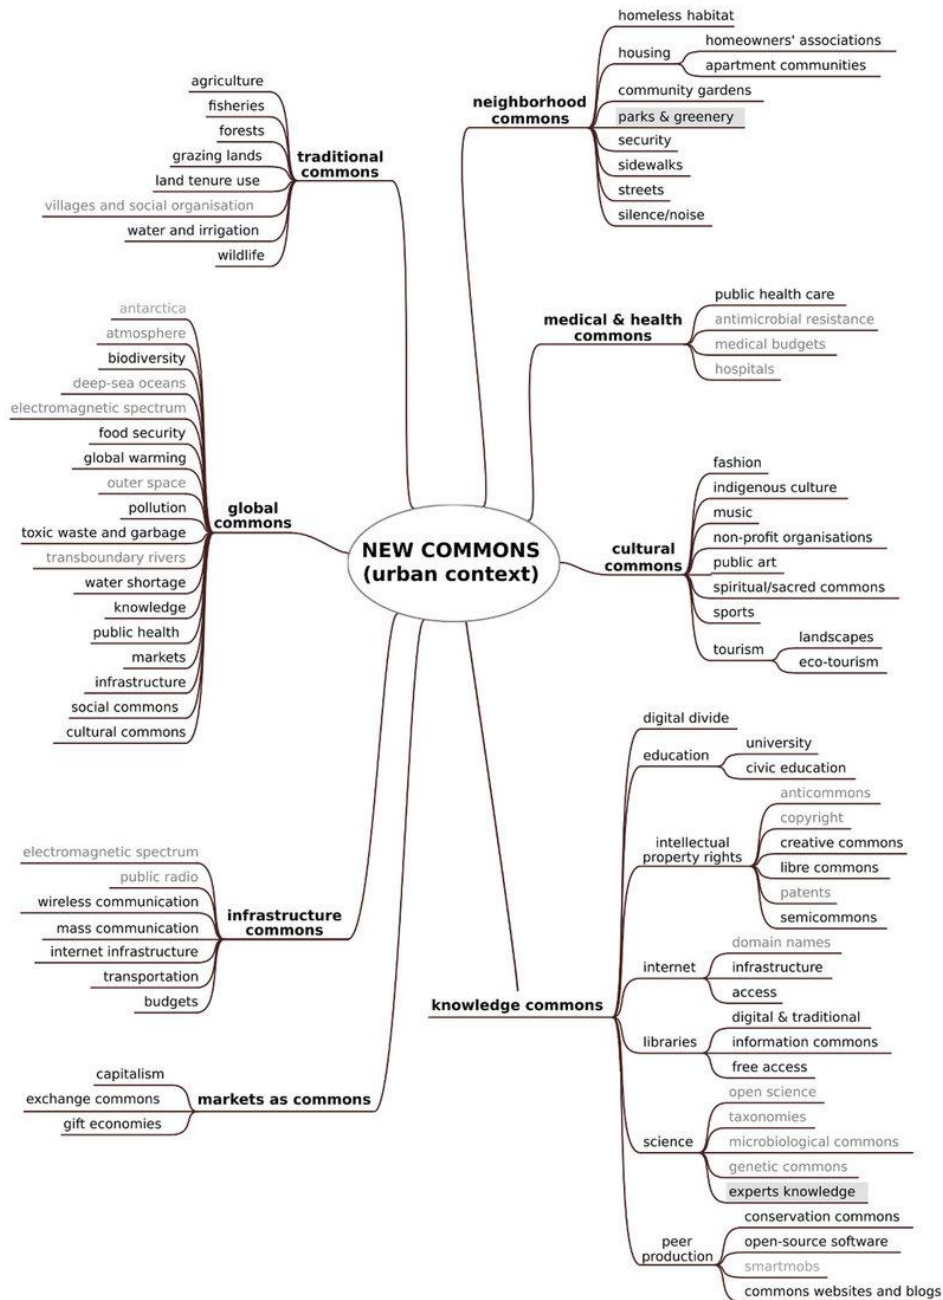 NEW COMMONS
(urban context)
traditional
commons
agriculture
fisheries
forests
grazing lands
land tenure use
villages and social organisation
water and irrigation
wildlife
global
commons
antarctica
atmosphere
biodiversity
deep-sea oceans
electromagnetic spectrum
food security
global warming
outer space
pollution
toxic waste and garbage
transboundary rivers
water shortage
knowledge
public health
markets
infrastructure
social commons
cultural commons
infrastructure
commons
electromagnetic spectrum
public radio
wireless communication
mass communication
internet infrastructure
transportation
budgets
markets as commons
capitalism
exchange commons
gift economies
neighborhood
commons
homeless habitat
housing
homeowners' associations
apartment communities
community gardens
parks & greenery
security
sidewalks
streets
silence/noise
medical & health
commons
public health care
antimicrobial resistance
medical budgets
hospitals
cultural
commons
fashion
indigenous culture
music
non-profit organisations
public art
spiritual/sacred commons
sports
tourism
landscapes
eco-tourism
knowledge commons
digital divide
education
university
civic education
intellectual
property rights
anticommons
copyright
creative commons
libre commons
patents
semicommons
internet
domain names
infrastructure
access
libraries
digital & traditional
information commons
free access
science
open science
taxonomies
microbiological commons
genetic commons
experts knowledge
peer
production
conservation commons
open-source software
smartmobs
commons websites and blogs